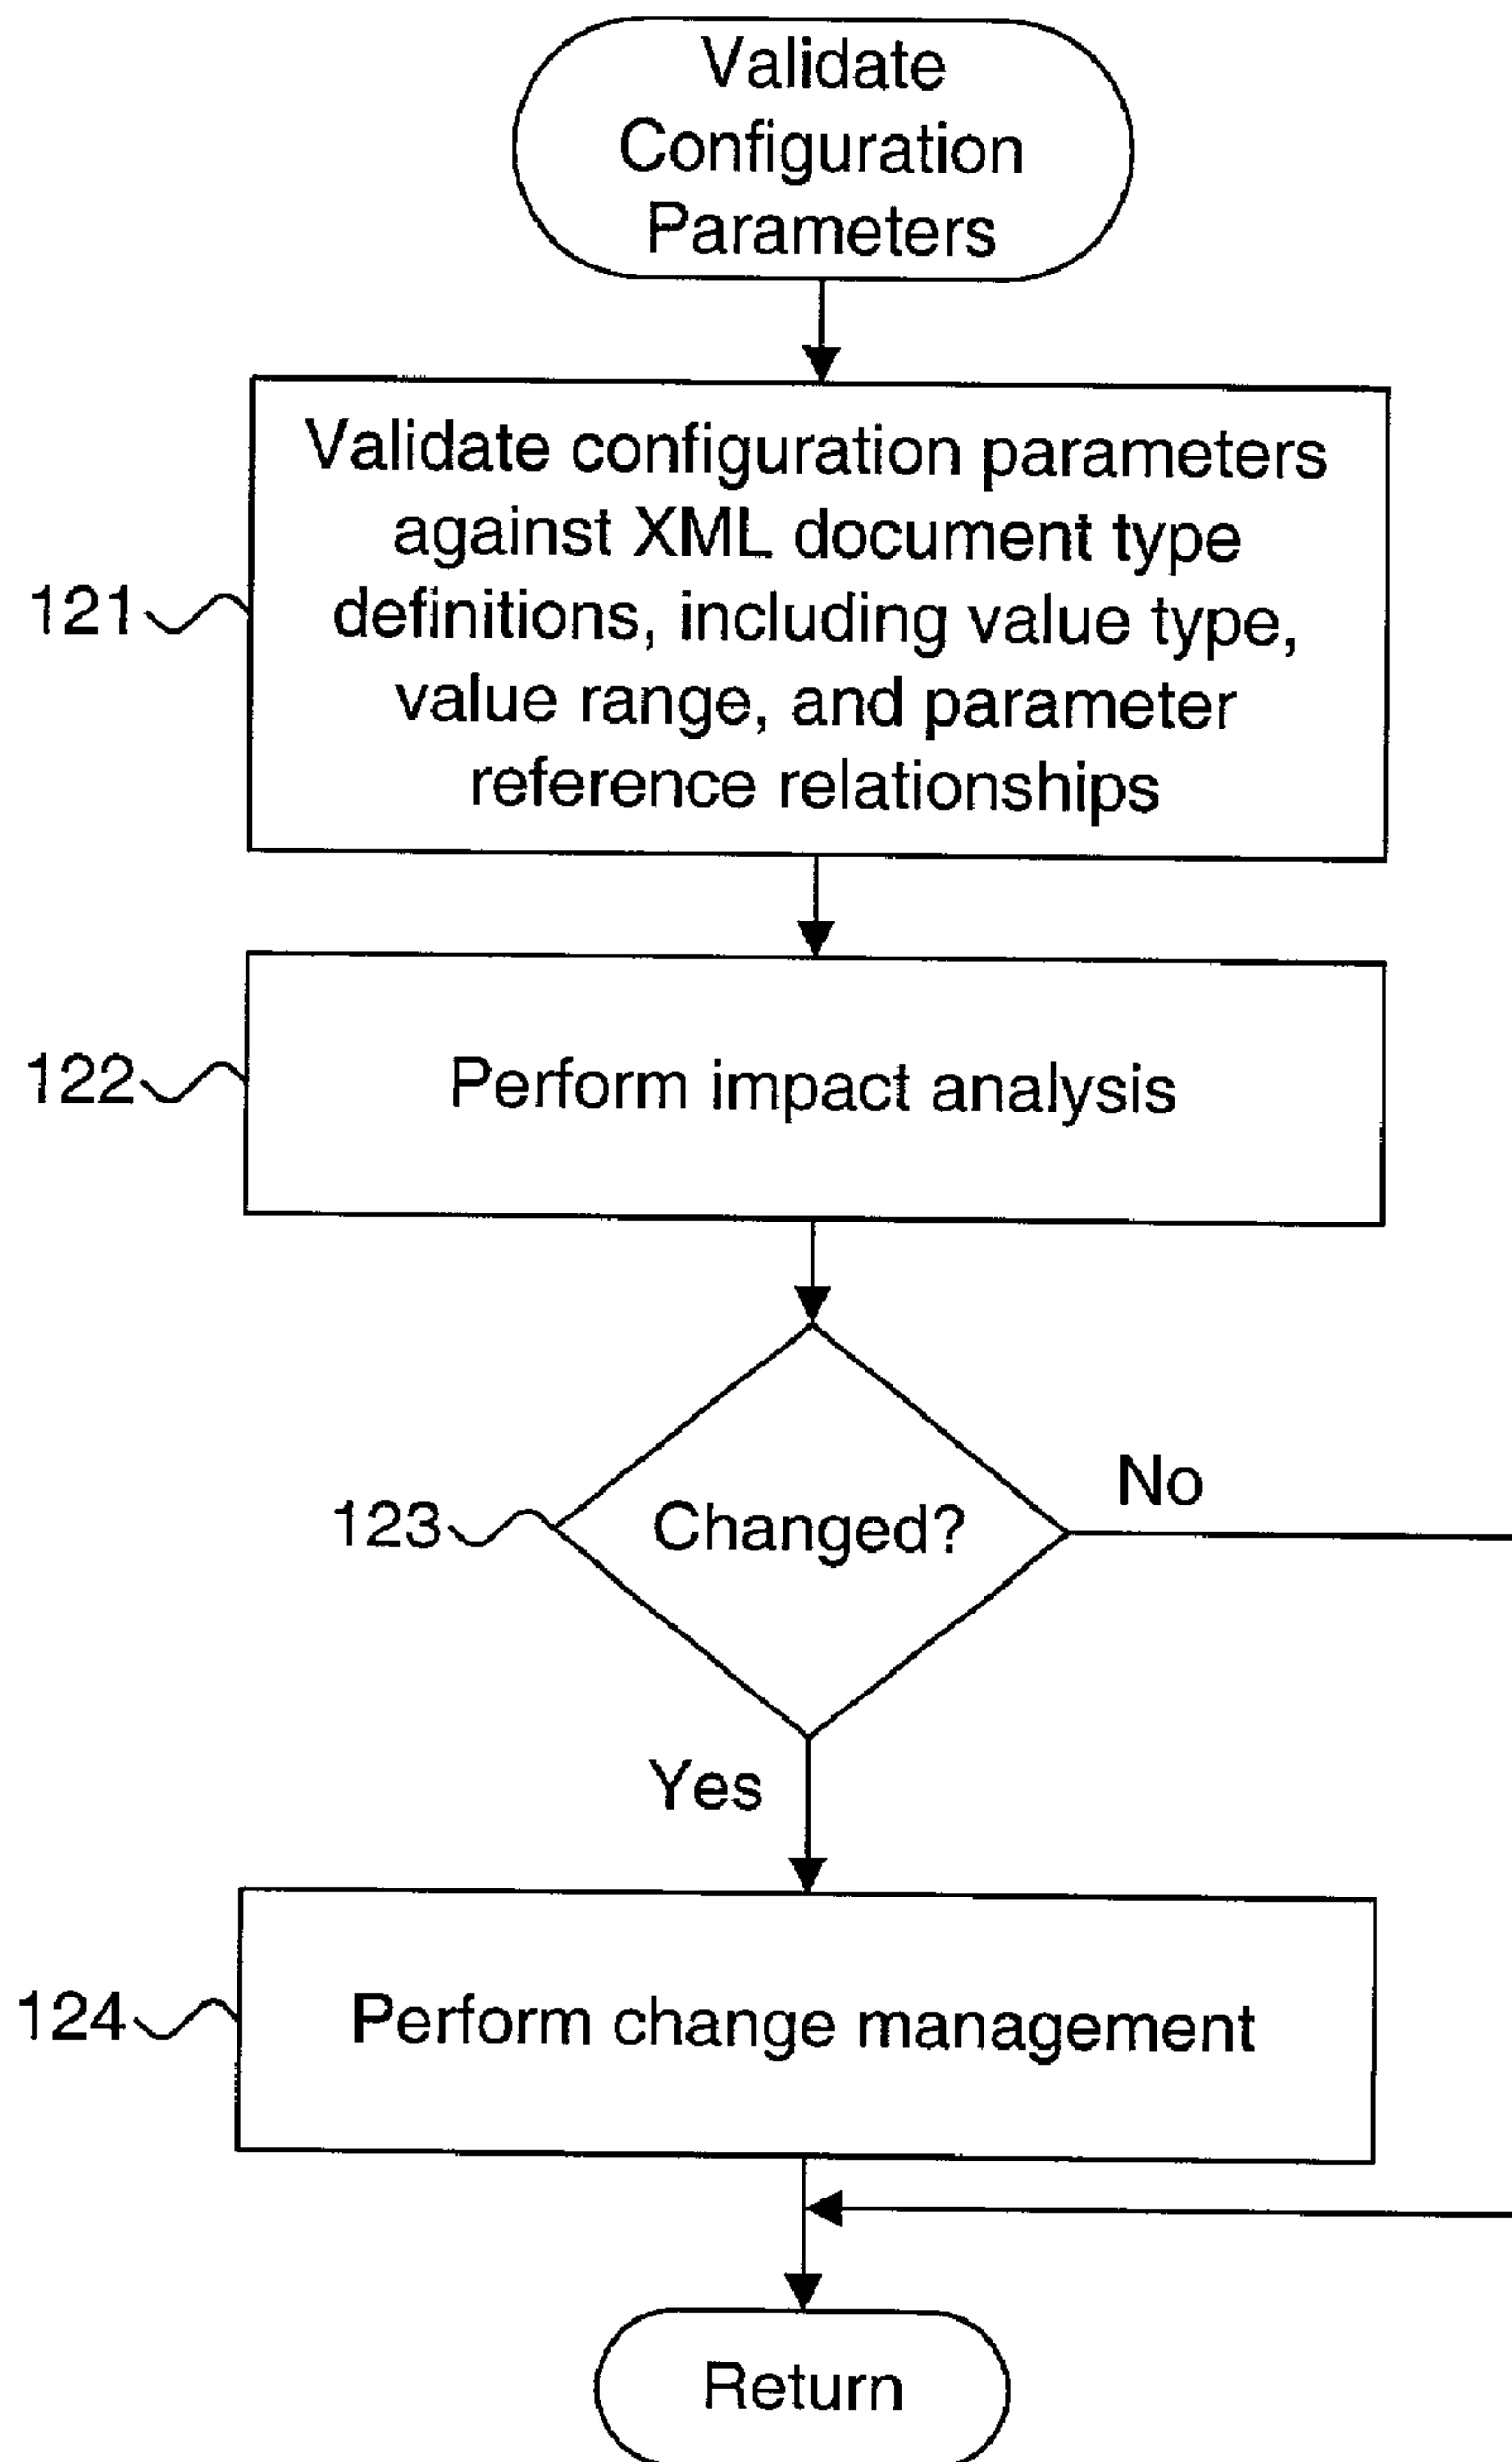 Validate
Configuration
Parameters
Validate configuration parameters
against XML document type
definitions, including value type,
value range, and parameter
reference relationships
121
Perform impact analysis
122
Changed?
123
No
Yes
Perform change management
124
Return